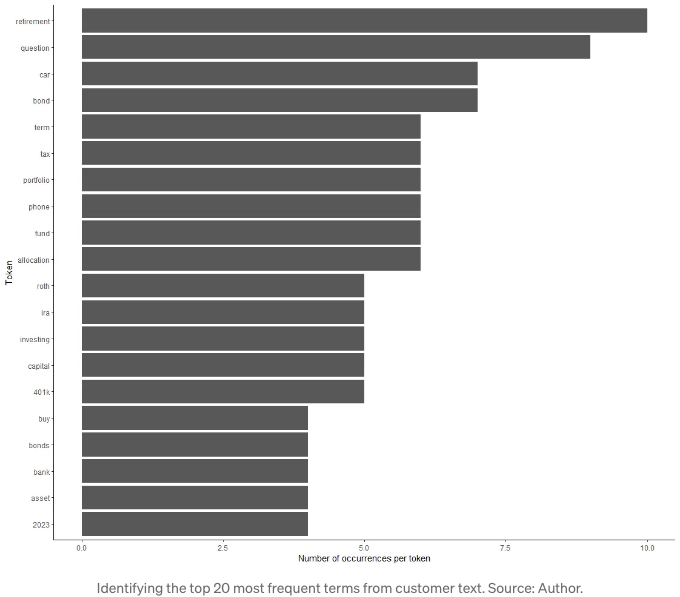 retirement
question
car
bond
term
tax
portfolio
phone
fund
allocation
roth
ira
investing
capital
401k
buy
bonds
bank
asset
2023
Token
0.0 2.5 5.0 7.5 10.0
Number of occurrences per token
Identifying the top 20 most frequent terms from customer text. Source: Author.